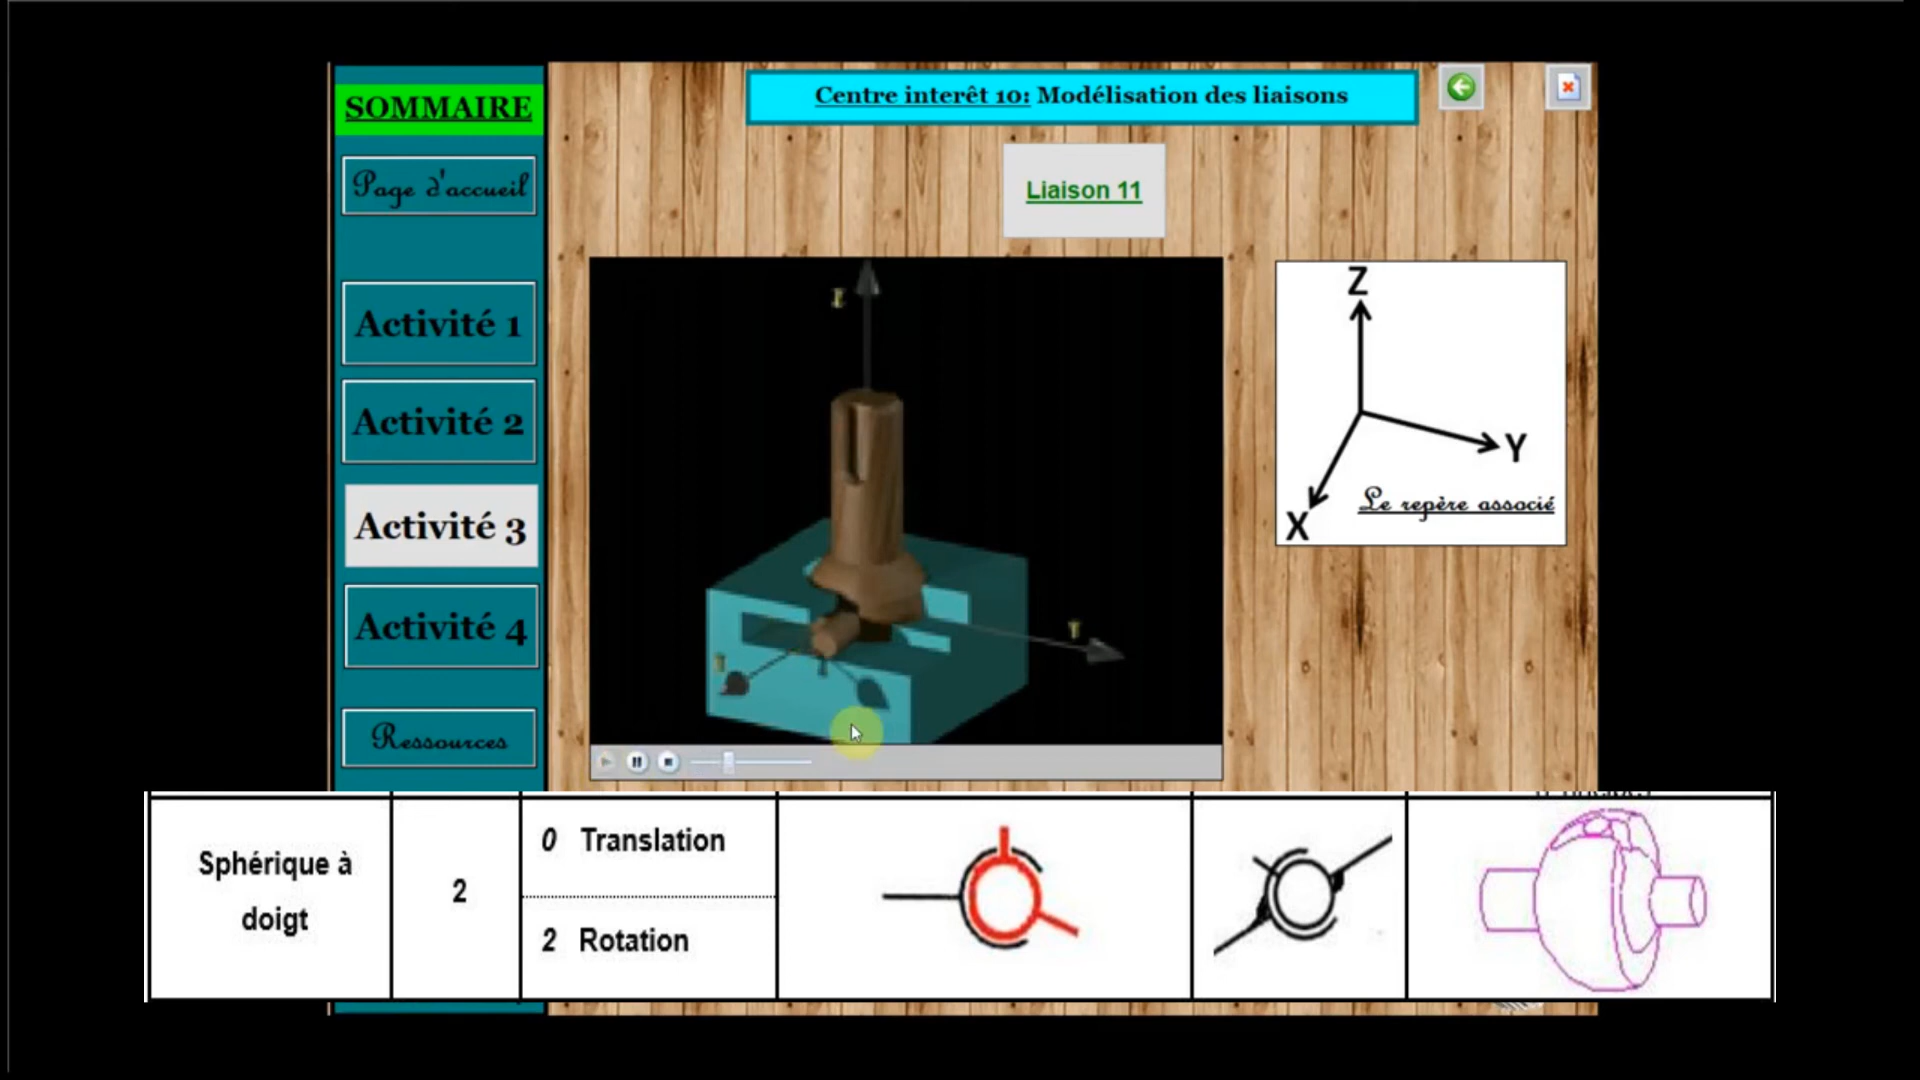 SOMMAIRE
Page d'accueil
Activité 1
Activité 2
Activité 3
Activité 4
Ressources
Centre interêt 10: Modélisation des liaisons
Liaison 11
Z
Y
X
Le repère associé
Sphérique à
doigt
2
0 Translation
2 Rotation